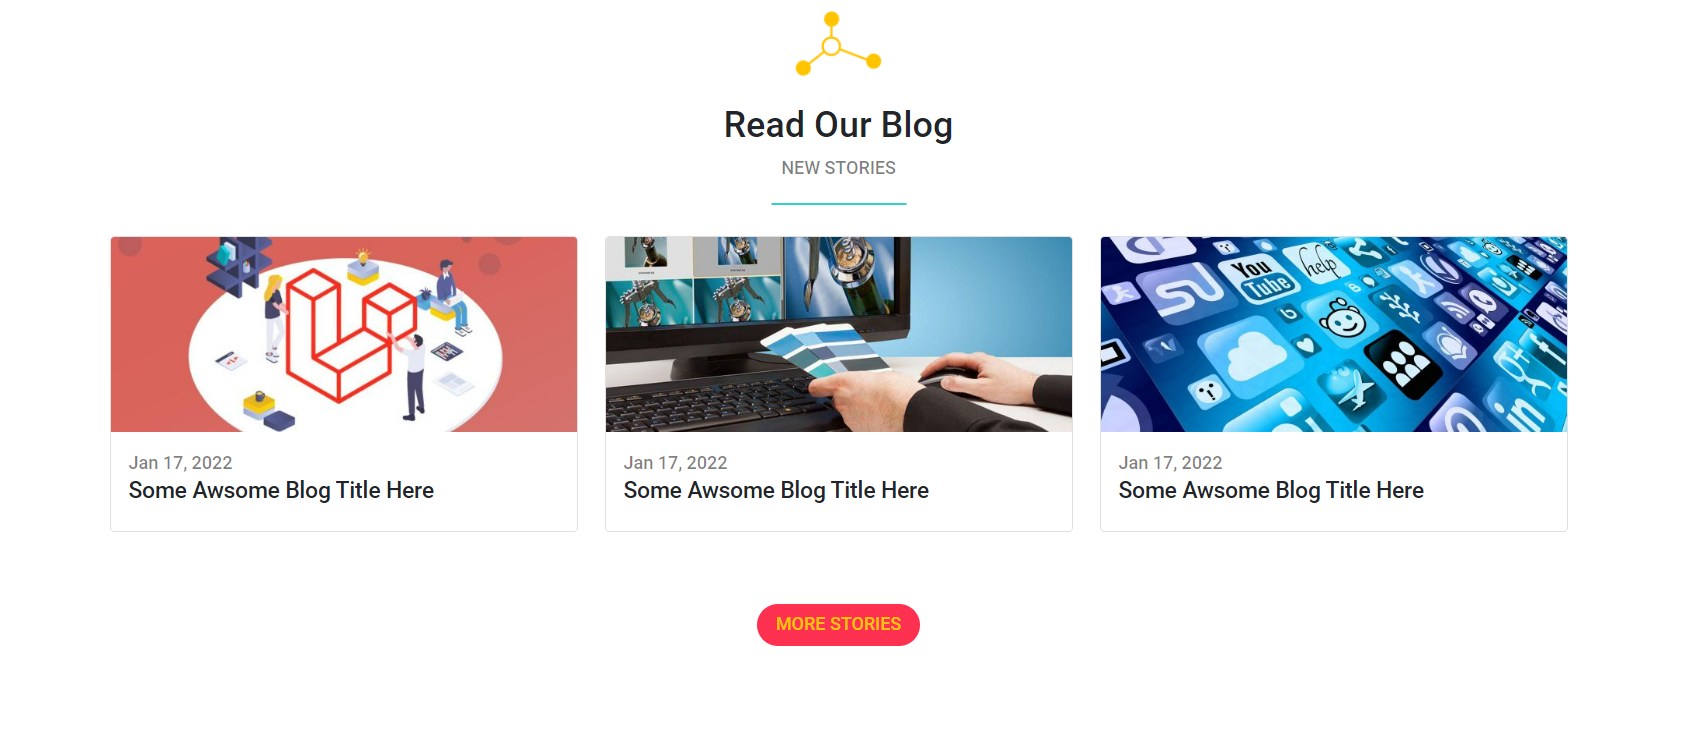 Read Our Blog
NEW STORIES
You
Tube
help
in
Jan 17, 2022
Some Awsome Blog Title Here
Jan 17, 2022
Some Awsome Blog Title Here
Jan 17, 2022
Some Awsome Blog Title Here
MORE STORIES